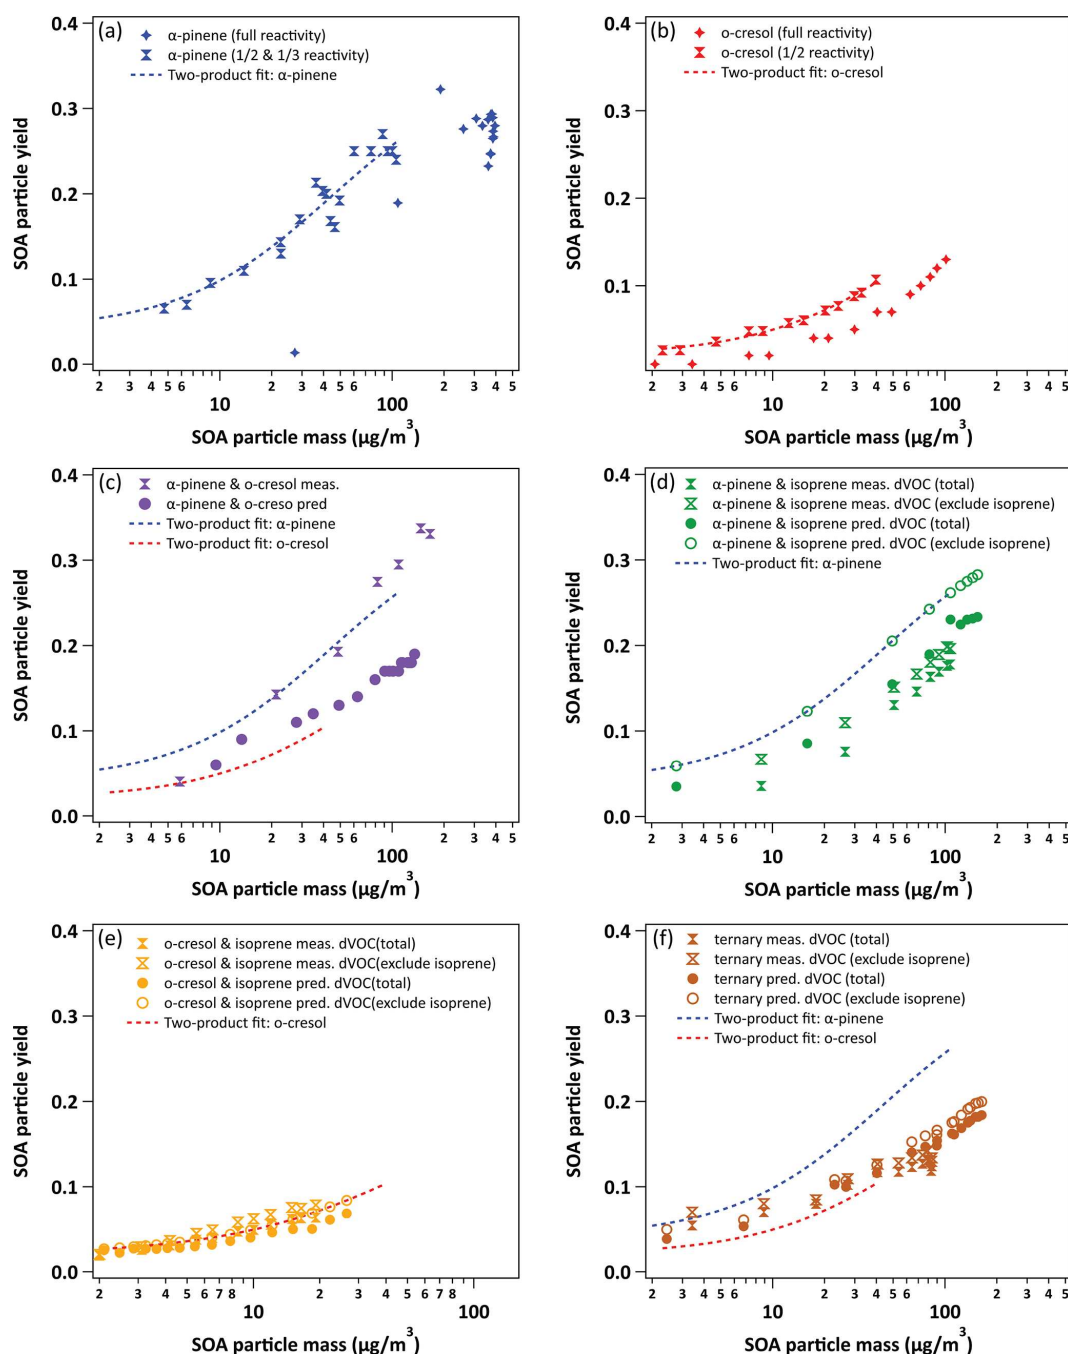 (a)
α-pinene (full reactivity)
α-pinene (1/2 & 1/3 reactivity)
Two-product fit: α-pinene
SOA particle yield
0.4
0.3
0.2
0.1
0.0
2 3 4 5 6 2 3 4 5 6 2 3 4 5
10 100
SOA particle mass (µg/m3)
(b)
o-cresol (full reactivity)
o-cresol (1/2 reactivity)
Two-product fit: o-cresol
SOA particle yield
0.4
0.3
0.2
0.1
2 3 4 5 6 2 3 4 5 6 2 3 4 5
10 100
SOA particle mass (µg/m3)
(c)
α-pinene & o-cresol meas.
α-pinene & o-creso pred
Two-product fit: α-pinene
Two-product fit: o-cresol
SOA particle yield
0.4
0.3
0.2
0.1
0.0
2 3 4 5 6 2 3 4 5 6 2 3 4 5
10 100
SOA particle mass (µg/m3)
(d)
α-pinene & isoprene meas. dVOC (total)
α-pinene & isoprene meas. dVOC (exclude isoprene)
α-pinene & isoprene pred. dVOC (total)
α-pinene & isoprene pred. dVOC (exclude isoprene)
Two-product fit: α-pinene
SOA particle yield
0.4
0.3
0.2
0.1
0.0
2 3 4 5 6 2 3 4 5 6 2 3 4 5
10 100
SOA particle mass (µg/m3)
(e)
o-cresol & isoprene meas. dVOC(total)
o-cresol & isoprene meas. dVOC(exclude isoprene)
o-cresol & isoprene pred. dVOC(total)
o-cresol & isoprene pred. dVOC(exclude isoprene)
Two-product fit: o-cresol
SOA particle yield
0.4
0.3
0.2
0.1
0.0
2 3 4 5 6 7 8 2 3 4 5 6 7 8
10 100
SOA particle mass (µg/m3)
(f)
ternary meas. dVOC (total)
ternary meas. dVOC (exclude isoprene)
ternary pred. dVOC (total)
ternary pred. dVOC (exclude isoprene)
Two-product fit: α-pinene
Two-product fit: o-cresol
SOA particle yield
0.4
0.3
0.2
0.1
0.0
2 3 4 5 6 2 3 4 5 6 2 3 4 5
10 100
SOA particle mass (µg/m3)